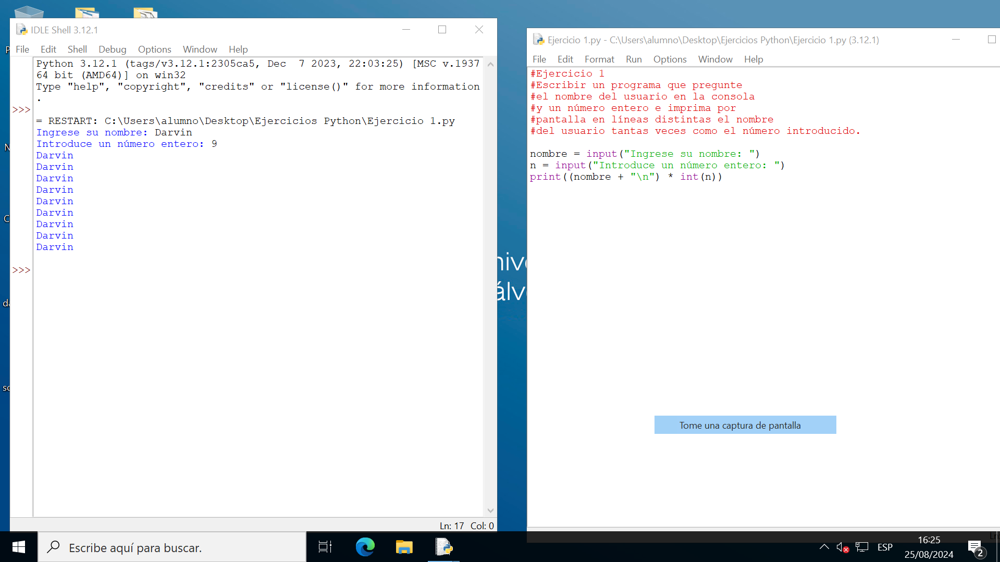 IDLE Shell 3.12.1
File Edit Shell Debug Options Window Help
Python 3.12.1 (tags/v3.12.1:2305ca5, Dec  7 2023, 22:03:25) [MSC v.1937
64 bit (AMD64)] on win32
Type "help", "copyright", "credits" or "license()" for more information
.
>>>
= RESTART: C:\Users\alumno\Desktop\Ejercicios Python\Ejercicio 1.py
Ingrese su nombre: Darvin
Introduce un número entero: 9
Darvin
Darvin
Darvin
Darvin
Darvin
Darvin
Darvin
Darvin
Darvin
>>>
Ln: 17 Col: 0
Ejercicio 1.py - C:\Users\alumno\Desktop\Ejercicios Python\Ejercicio 1.py (3.12.1)
File Edit Format Run Options Window Help
#Ejercicio 1
#Escribir un programa que pregunte
#el nombre del usuario en la consola
#y un número entero e imprima por
#pantalla en líneas distintas el nombre
#del usuario tantas veces como el número introducido.
nombre = input("Ingrese su nombre: ")
n = input("Introduce un número entero: ")
print((nombre + "\n") * int(n))
Tome una captura de pantalla
Escribe aquí para buscar.
ESP
16:25
25/08/2024
2